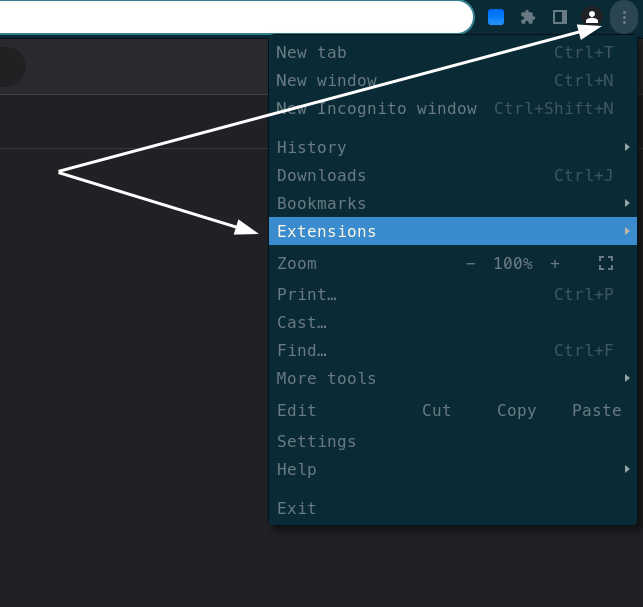 New tab Ctrl+T
New window Ctrl+N
New Incognito window Ctrl+Shift+N
History
Downloads Ctrl+J
Bookmarks
Extensions
Zoom − 100% +
Print… Ctrl+P
Cast…
Find… Ctrl+F
More tools
Edit Cut Copy Paste
Settings
Help
Exit